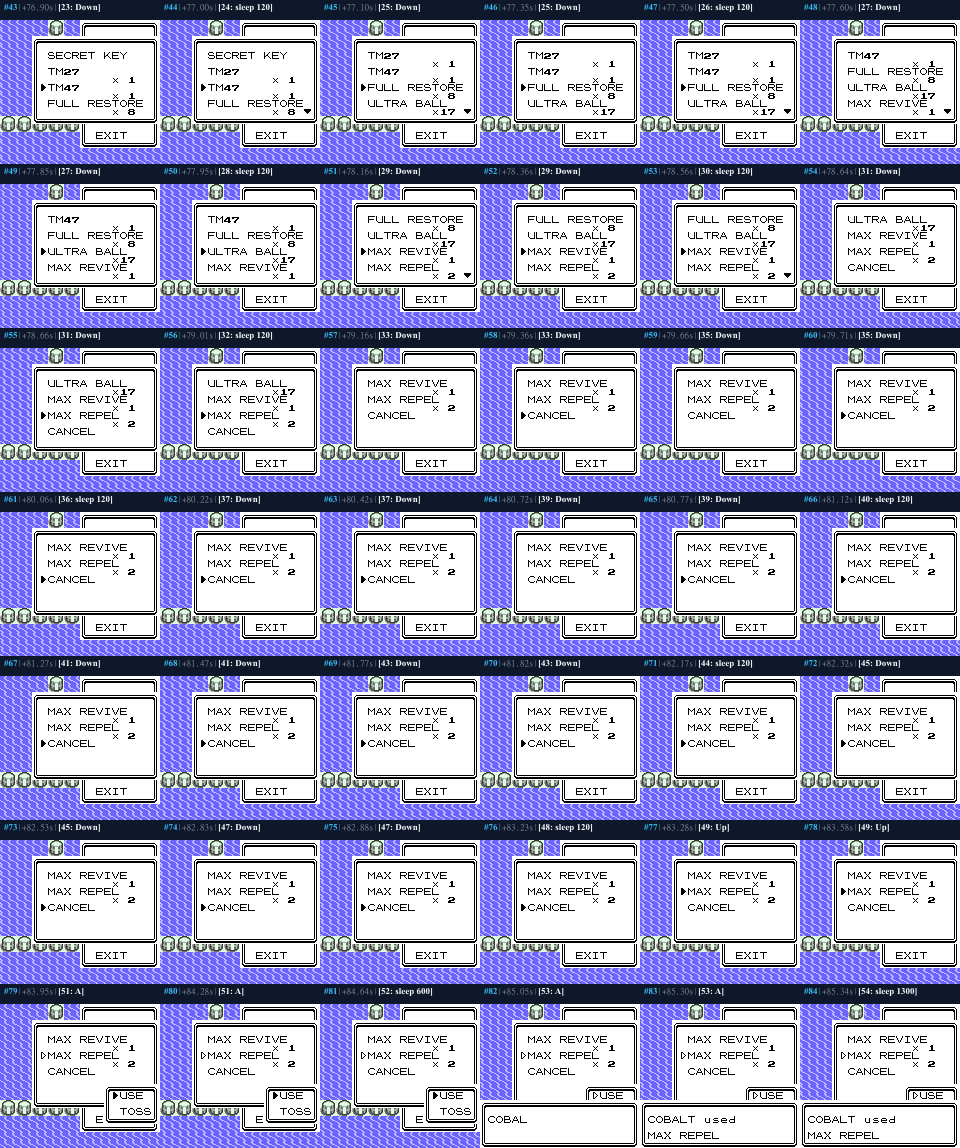 #43|+76.90s| [23: Down]
SECRET KEY
TM27
× 1
TM47
× 1
FULL RESTORE
× 8
EXIT
#44|+77.00s| [24: sleep 120]
SECRET KEY
TM27
× 1
TM47
× 1
FULL RESTORE
× 8
EXIT
#45|+77.10s| [25: Down]
TM27
× 1
TM47
× 1
FULL RESTORE
× 8
ULTRA BALL
×17
EXIT
#46|+77.35s| [25: Down]
TM27
× 1
TM47
× 1
FULL RESTORE
× 8
ULTRA BALL
×17
EXIT
#47|+77.50s| [26: sleep 120]
TM27
× 1
TM47
× 1
FULL RESTORE
× 8
ULTRA BALL
×17
EXIT
#48|+77.60s| [27: Down]
TM47
× 1
FULL RESTORE
× 8
ULTRA BALL
×17
MAX REVIVE
× 1
EXIT
#49|+77.85s| [27: Down]
TM47
× 1
FULL RESTORE
× 8
ULTRA BALL
×17
MAX REVIVE
× 1
EXIT
#50|+77.95s| [28: sleep 120]
TM47
× 1
FULL RESTORE
× 8
ULTRA BALL
×17
MAX REVIVE
× 1
EXIT
#51|+78.16s| [29: Down]
FULL RESTORE
× 8
ULTRA BALL
×17
MAX REVIVE
× 1
MAX REPEL
× 2
EXIT
#52|+78.36s| [29: Down]
FULL RESTORE
× 8
ULTRA BALL
×17
MAX REVIVE
× 1
MAX REPEL
× 2
EXIT
#53|+78.56s| [30: sleep 120]
FULL RESTORE
× 8
ULTRA BALL
×17
MAX REVIVE
× 1
MAX REPEL
× 2
EXIT
#54|+78.64s| [31: Down]
ULTRA BALL
×17
MAX REVIVE
× 1
MAX REPEL
× 2
CANCEL
EXIT
#55|+78.66s| [31: Down]
ULTRA BALL
×17
MAX REVIVE
× 1
MAX REPEL
× 2
CANCEL
EXIT
#56|+79.01s| [32: sleep 120]
ULTRA BALL
×17
MAX REVIVE
× 1
MAX REPEL
× 2
CANCEL
EXIT
#57|+79.16s| [33: Down]
MAX REVIVE
× 1
MAX REPEL
× 2
CANCEL
EXIT
#58|+79.36s| [33: Down]
MAX REVIVE
× 1
MAX REPEL
× 2
CANCEL
EXIT
#59|+79.66s| [35: Down]
MAX REVIVE
× 1
MAX REPEL
× 2
CANCEL
EXIT
#60|+79.71s| [35: Down]
MAX REVIVE
× 1
MAX REPEL
× 2
CANCEL
EXIT
#61|+80.06s| [36: sleep 120]
MAX REVIVE
× 1
MAX REPEL
× 2
CANCEL
EXIT
#62|+80.22s| [37: Down]
MAX REVIVE
× 1
MAX REPEL
× 2
CANCEL
EXIT
#63|+80.42s| [37: Down]
MAX REVIVE
× 1
MAX REPEL
× 2
CANCEL
EXIT
#64|+80.72s| [39: Down]
MAX REVIVE
× 1
MAX REPEL
× 2
CANCEL
EXIT
#65|+80.77s| [39: Down]
MAX REVIVE
× 1
MAX REPEL
× 2
CANCEL
EXIT
#66|+81.12s| [40: sleep 120]
MAX REVIVE
× 1
MAX REPEL
× 2
CANCEL
EXIT
#67|+81.27s| [41: Down]
MAX REVIVE
× 1
MAX REPEL
× 2
CANCEL
EXIT
#68|+81.47s| [41: Down]
MAX REVIVE
× 1
MAX REPEL
× 2
CANCEL
EXIT
#69|+81.77s| [43: Down]
MAX REVIVE
× 1
MAX REPEL
× 2
CANCEL
EXIT
#70|+81.82s| [43: Down]
MAX REVIVE
× 1
MAX REPEL
× 2
CANCEL
EXIT
#71|+82.17s| [44: sleep 120]
MAX REVIVE
× 1
MAX REPEL
× 2
CANCEL
EXIT
#72|+82.32s| [45: Down]
MAX REVIVE
× 1
MAX REPEL
× 2
CANCEL
EXIT
#73|+82.53s| [45: Down]
MAX REVIVE
× 1
MAX REPEL
× 2
CANCEL
EXIT
#74|+82.83s| [47: Down]
MAX REVIVE
× 1
MAX REPEL
× 2
CANCEL
EXIT
#75|+82.88s| [47: Down]
MAX REVIVE
× 1
MAX REPEL
× 2
CANCEL
EXIT
#76|+83.23s| [48: sleep 120]
MAX REVIVE
× 1
MAX REPEL
× 2
CANCEL
EXIT
#77|+83.28s| [49: Up]
MAX REVIVE
× 1
MAX REPEL
× 2
CANCEL
EXIT
#78|+83.58s| [49: Up]
MAX REVIVE
× 1
MAX REPEL
× 2
CANCEL
EXIT
#79|+83.95s| [51: A]
MAX REVIVE
× 1
MAX REPEL
× 2
CANCEL
USE
TOSS
E
#80|+84.28s| [51: A]
MAX REVIVE
× 1
MAX REPEL
× 2
CANCEL
USE
TOSS
E
#81|+84.64s| [52: sleep 600]
MAX REVIVE
× 1
MAX REPEL
× 2
CANCEL
USE
TOSS
E
#82|+85.05s| [53: A]
MAX REVIVE
× 1
MAX REPEL
× 2
CANCEL
USE
COBAL
#83|+85.30s| [53: A]
MAX REVIVE
× 1
MAX REPEL
× 2
CANCEL
USE
COBALT used
MAX REPEL
#84|+85.34s| [54: sleep 1300]
MAX REVIVE
× 1
MAX REPEL
× 2
CANCEL
USE
COBALT used
MAX REPEL